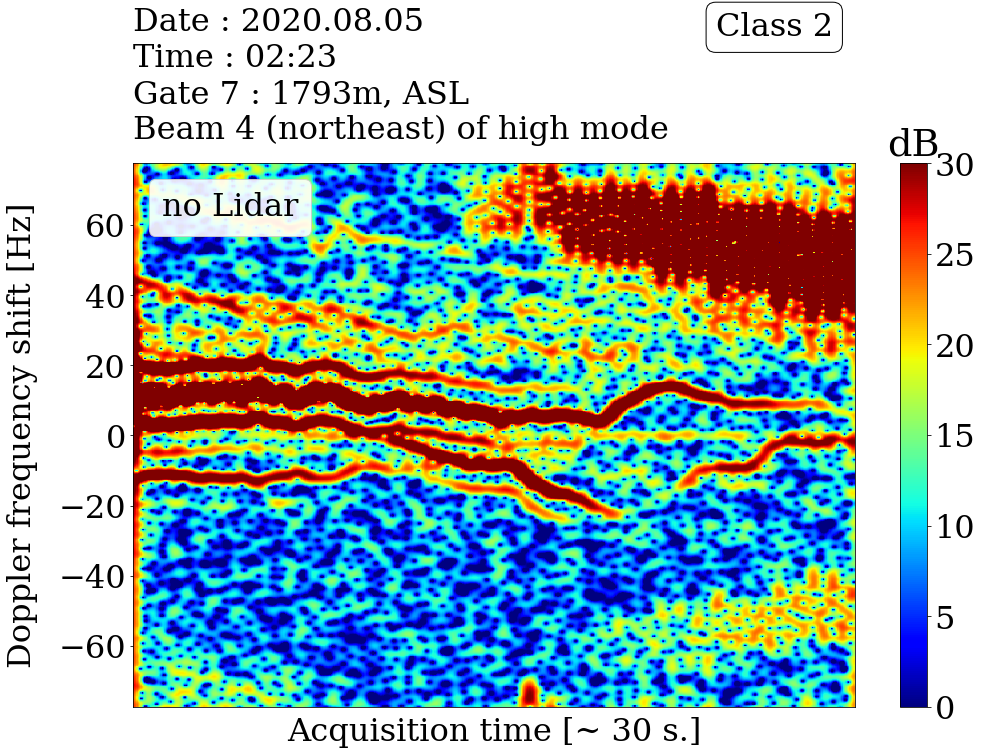 Date : 2020.08.05
Time : 02:23
Gate 7 : 1793m, ASL
Beam 4 (northeast) of high mode
Class 2
dB
no Lidar
Doppler frequency shift [Hz]
60
40
20
0
−20
−40
−60
30
25
20
15
10
5
0
Acquisition time [~ 30 s.]